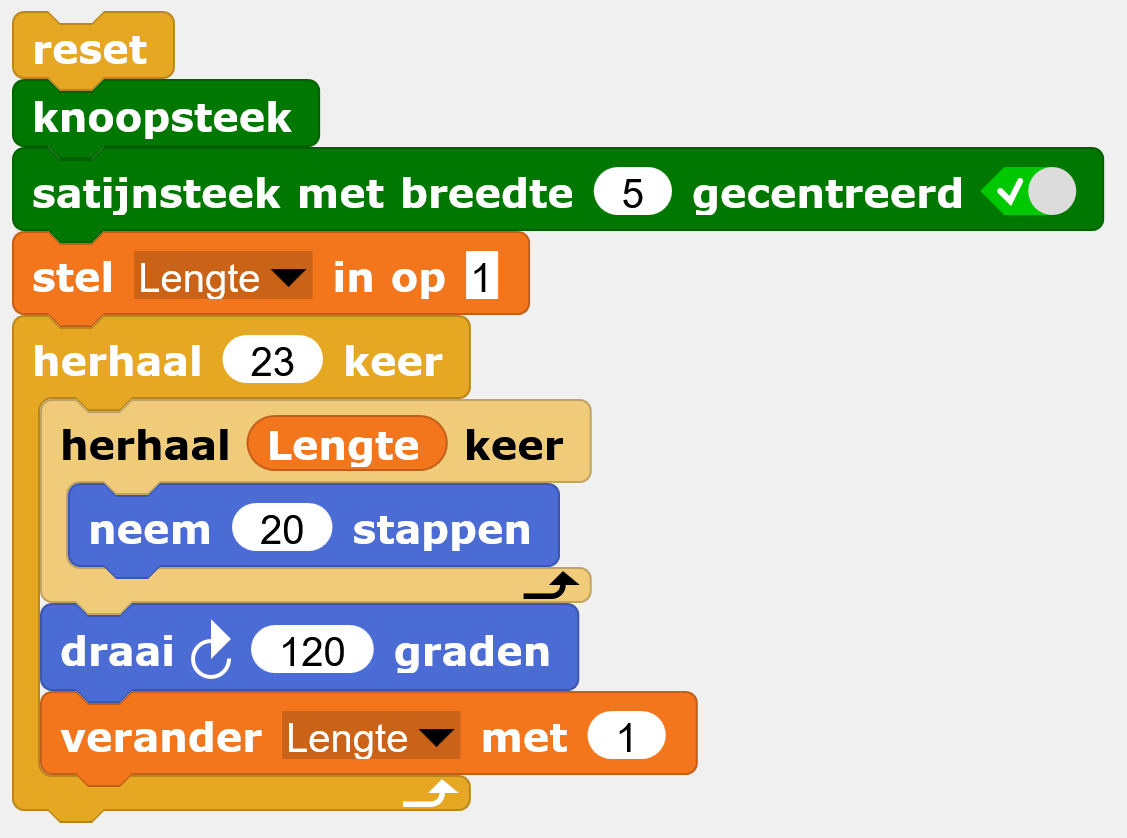 reset
knoopsteek
satijnsteek met breedte 5 gecentreerd
stel Lengte in op 1
herhaal 23 keer
herhaal Lengte keer
neem 20 stappen
draai 120 graden
verander Lengte met 1